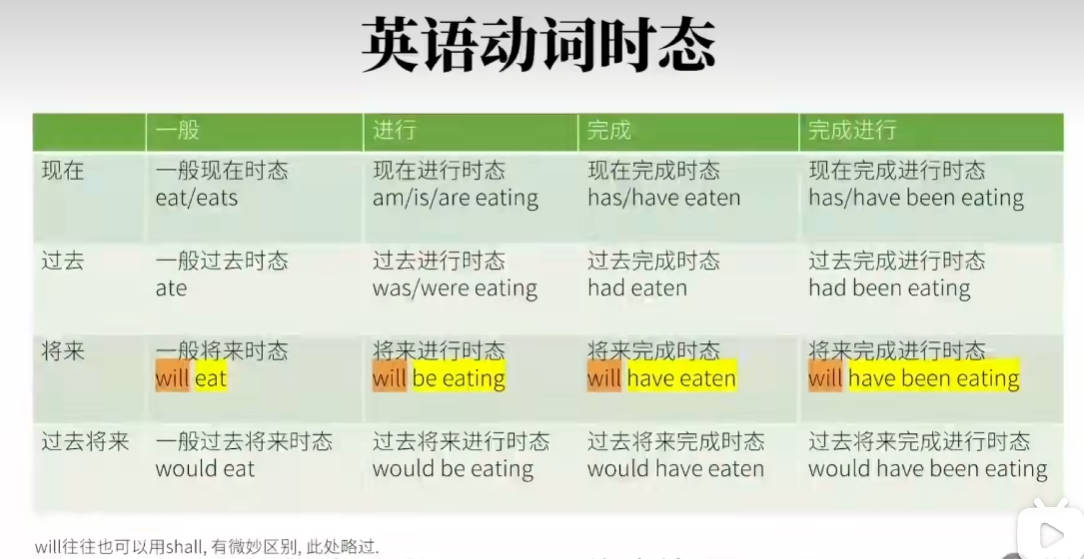 英语动词时态
一般 进行 完成 完成进行
现在 一般现在时态 现在进行时态 现在完成时态 现在完成进行时态
eat/eats am/is/are eating has/have eaten has/have been eating
过去 一般过去时态 过去进行时态 过去完成时态 过去完成进行时态
ate was/were eating had eaten had been eating
将来 一般将来时态 将来进行时态 将来完成时态 将来完成进行时态
will eat will be eating will have eaten will have been eating
过去将来 一般过去将来时态 过去将来进行时态 过去将来完成时态 过去将来完成进行时态
would eat would be eating would have eaten would have been eating
will往往也可以用shall, 有微妙区别, 此处略过.